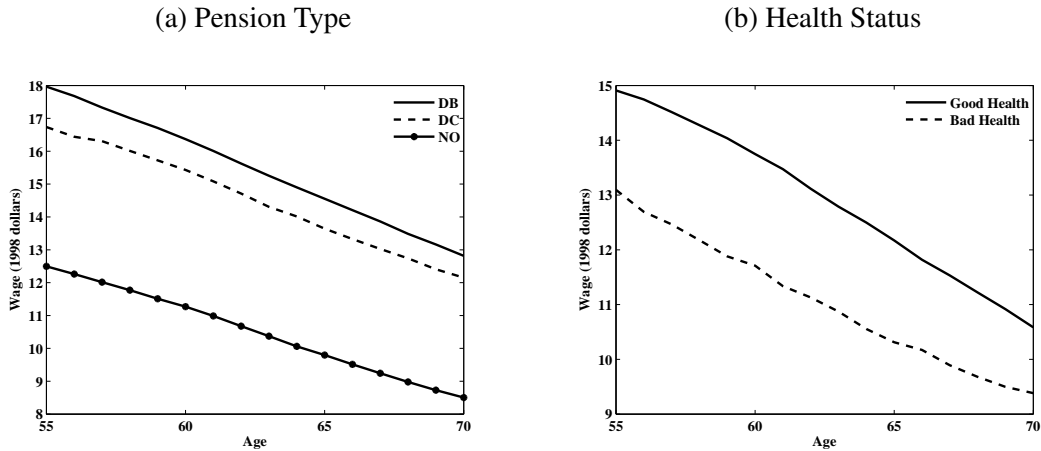 (a) Pension Type
18
17
16
15
14
13
12
11
10
9
8
55
60
65
70
Wage (1998 dollars)
Age
DB
DC
NO
(b) Health Status
15
14
13
12
11
10
9
55
60
65
70
Wage (1998 dollars)
Age
Good Health
Bad Health